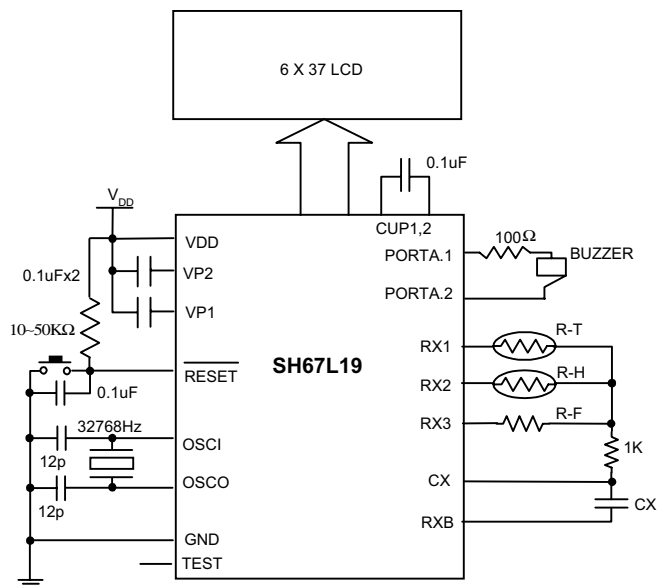 6 X 37 LCD
0.1uF
V_DD
CUP1,2
VDD
PORTA.1
100Ω
BUZZER
0.1uFx2
VP2
PORTA.2
VP1
10~50KΩ
R-T
RX1
RESET
SH67L19
RX2
R-H
0.1uF
RX3
R-F
32768Hz
OSCI
1K
12p
OSCO
CX
CX
12p
RXB
GND
TEST